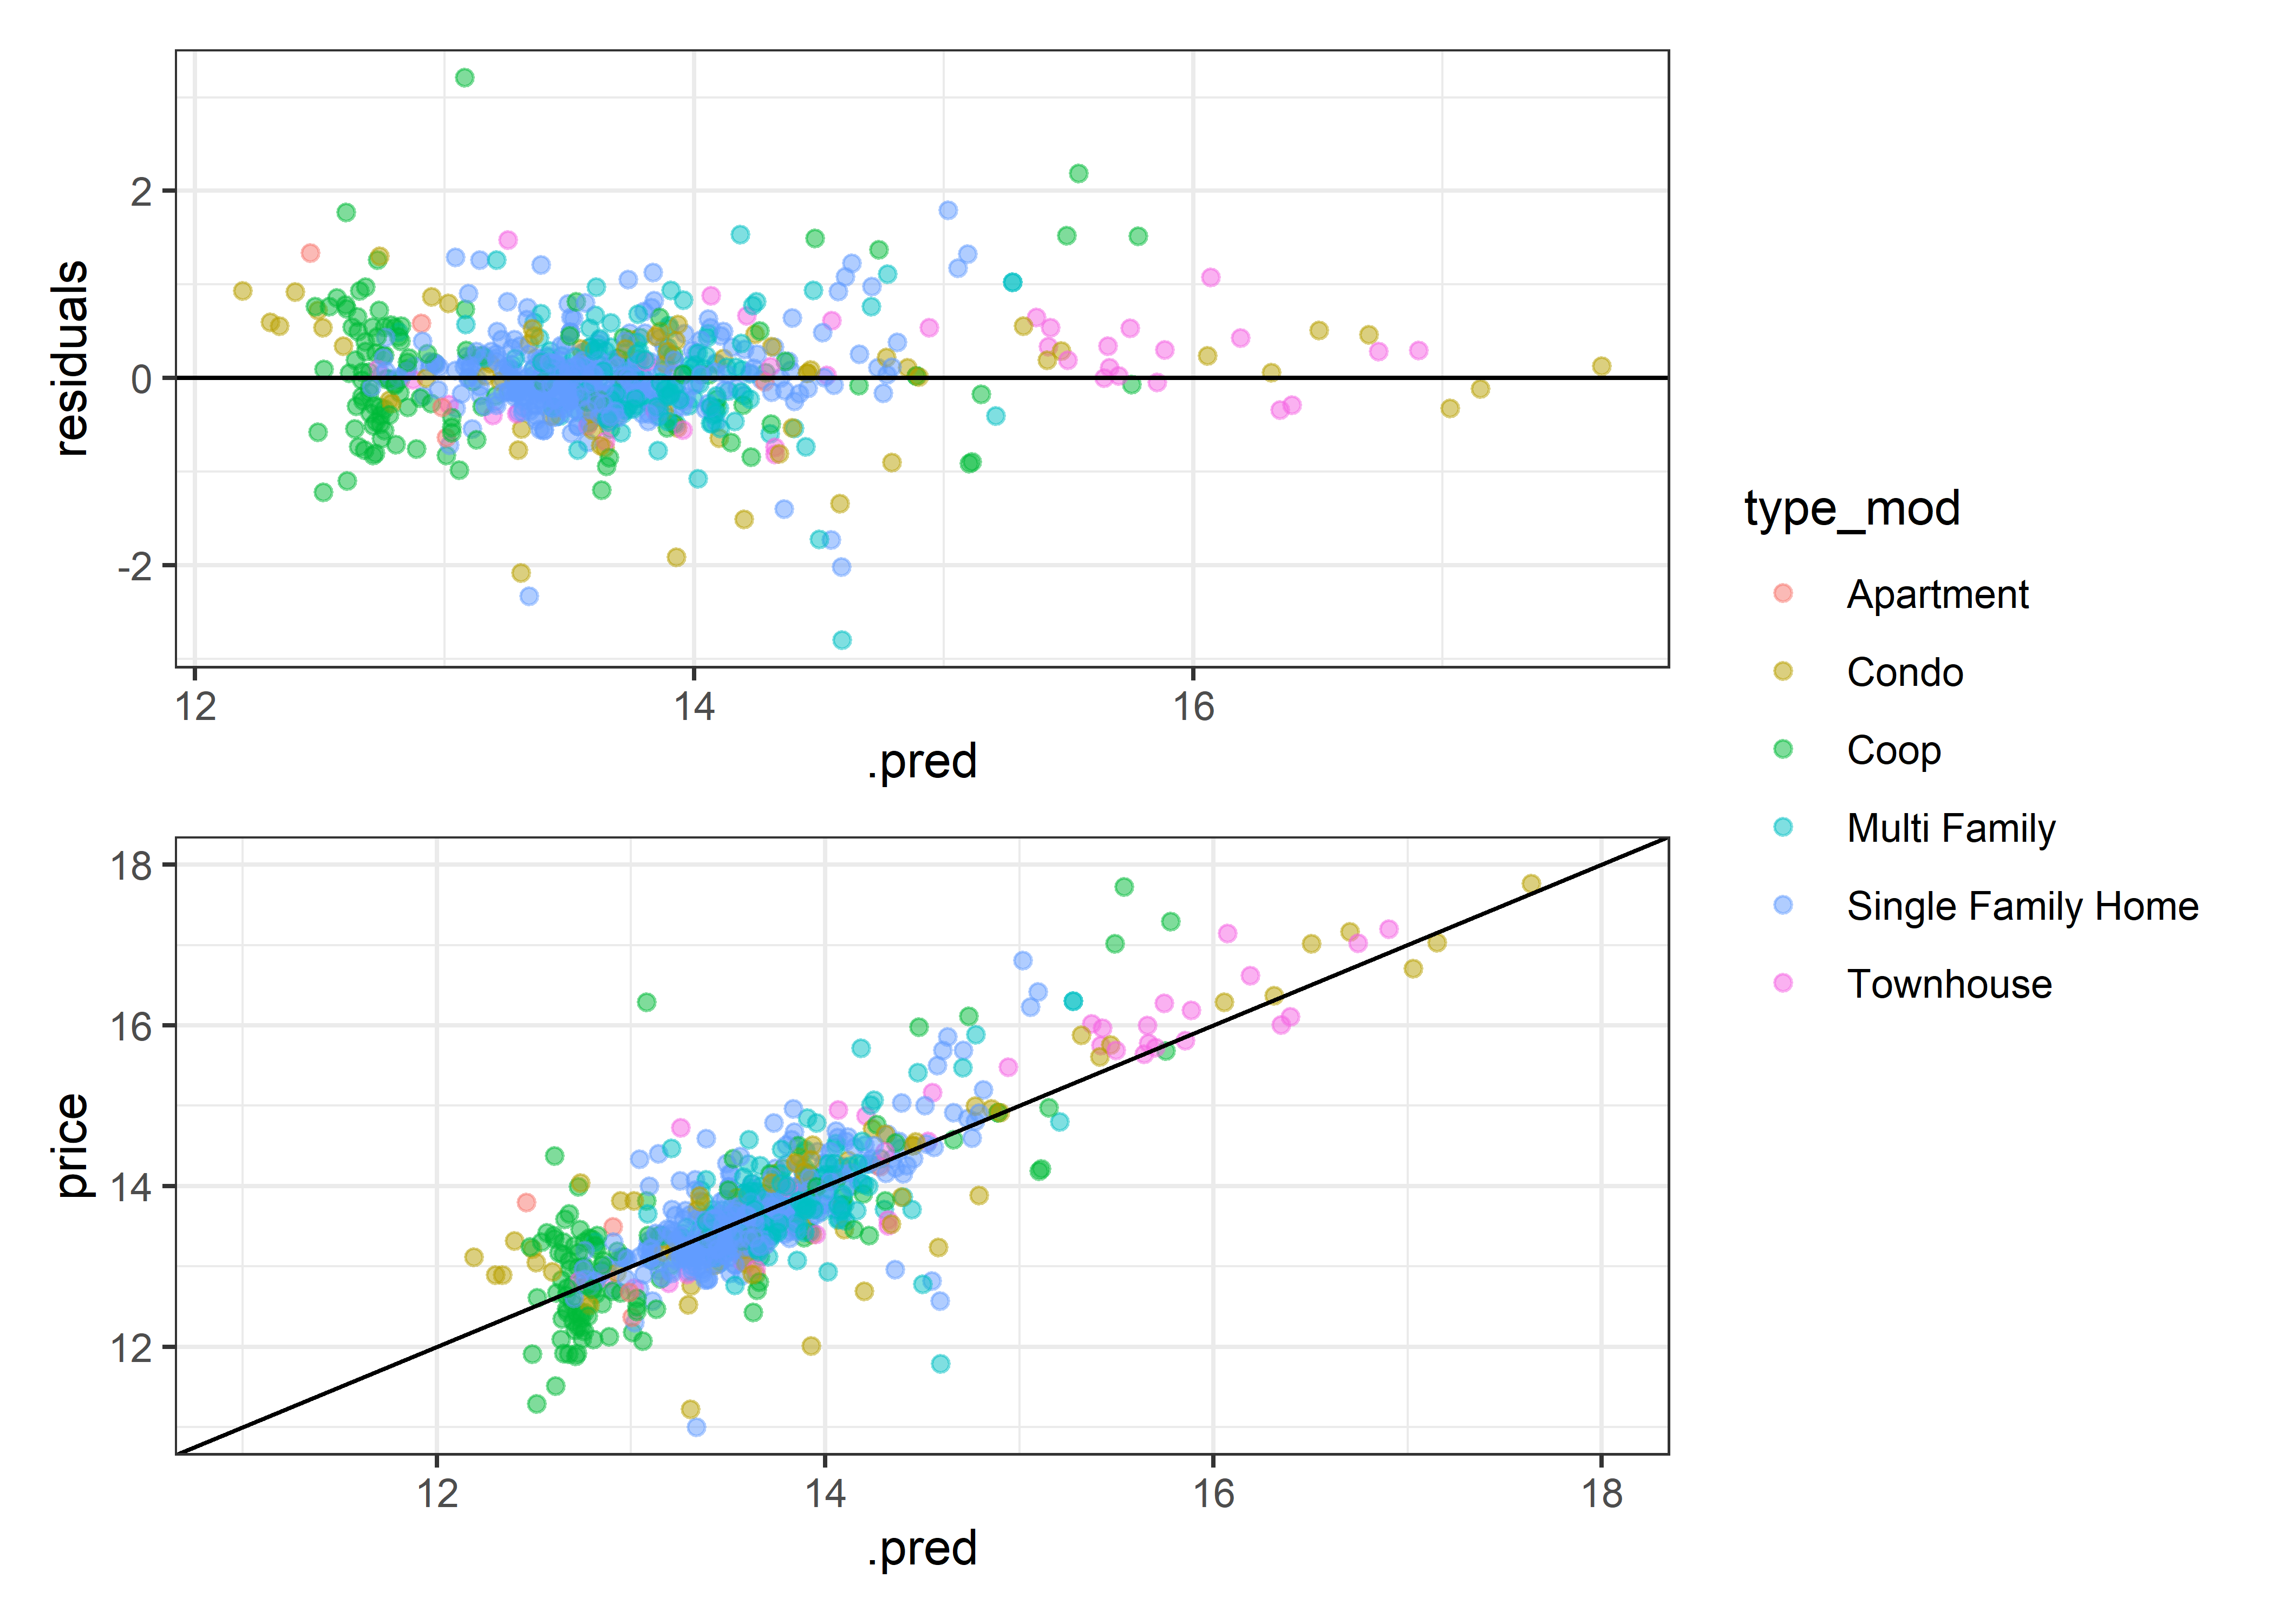 2
0
-2
residuals
12
14
16
.pred
18
16
14
12
price
12
14
16
18
.pred
type_mod
Apartment
Condo
Coop
Multi Family
Single Family Home
Townhouse